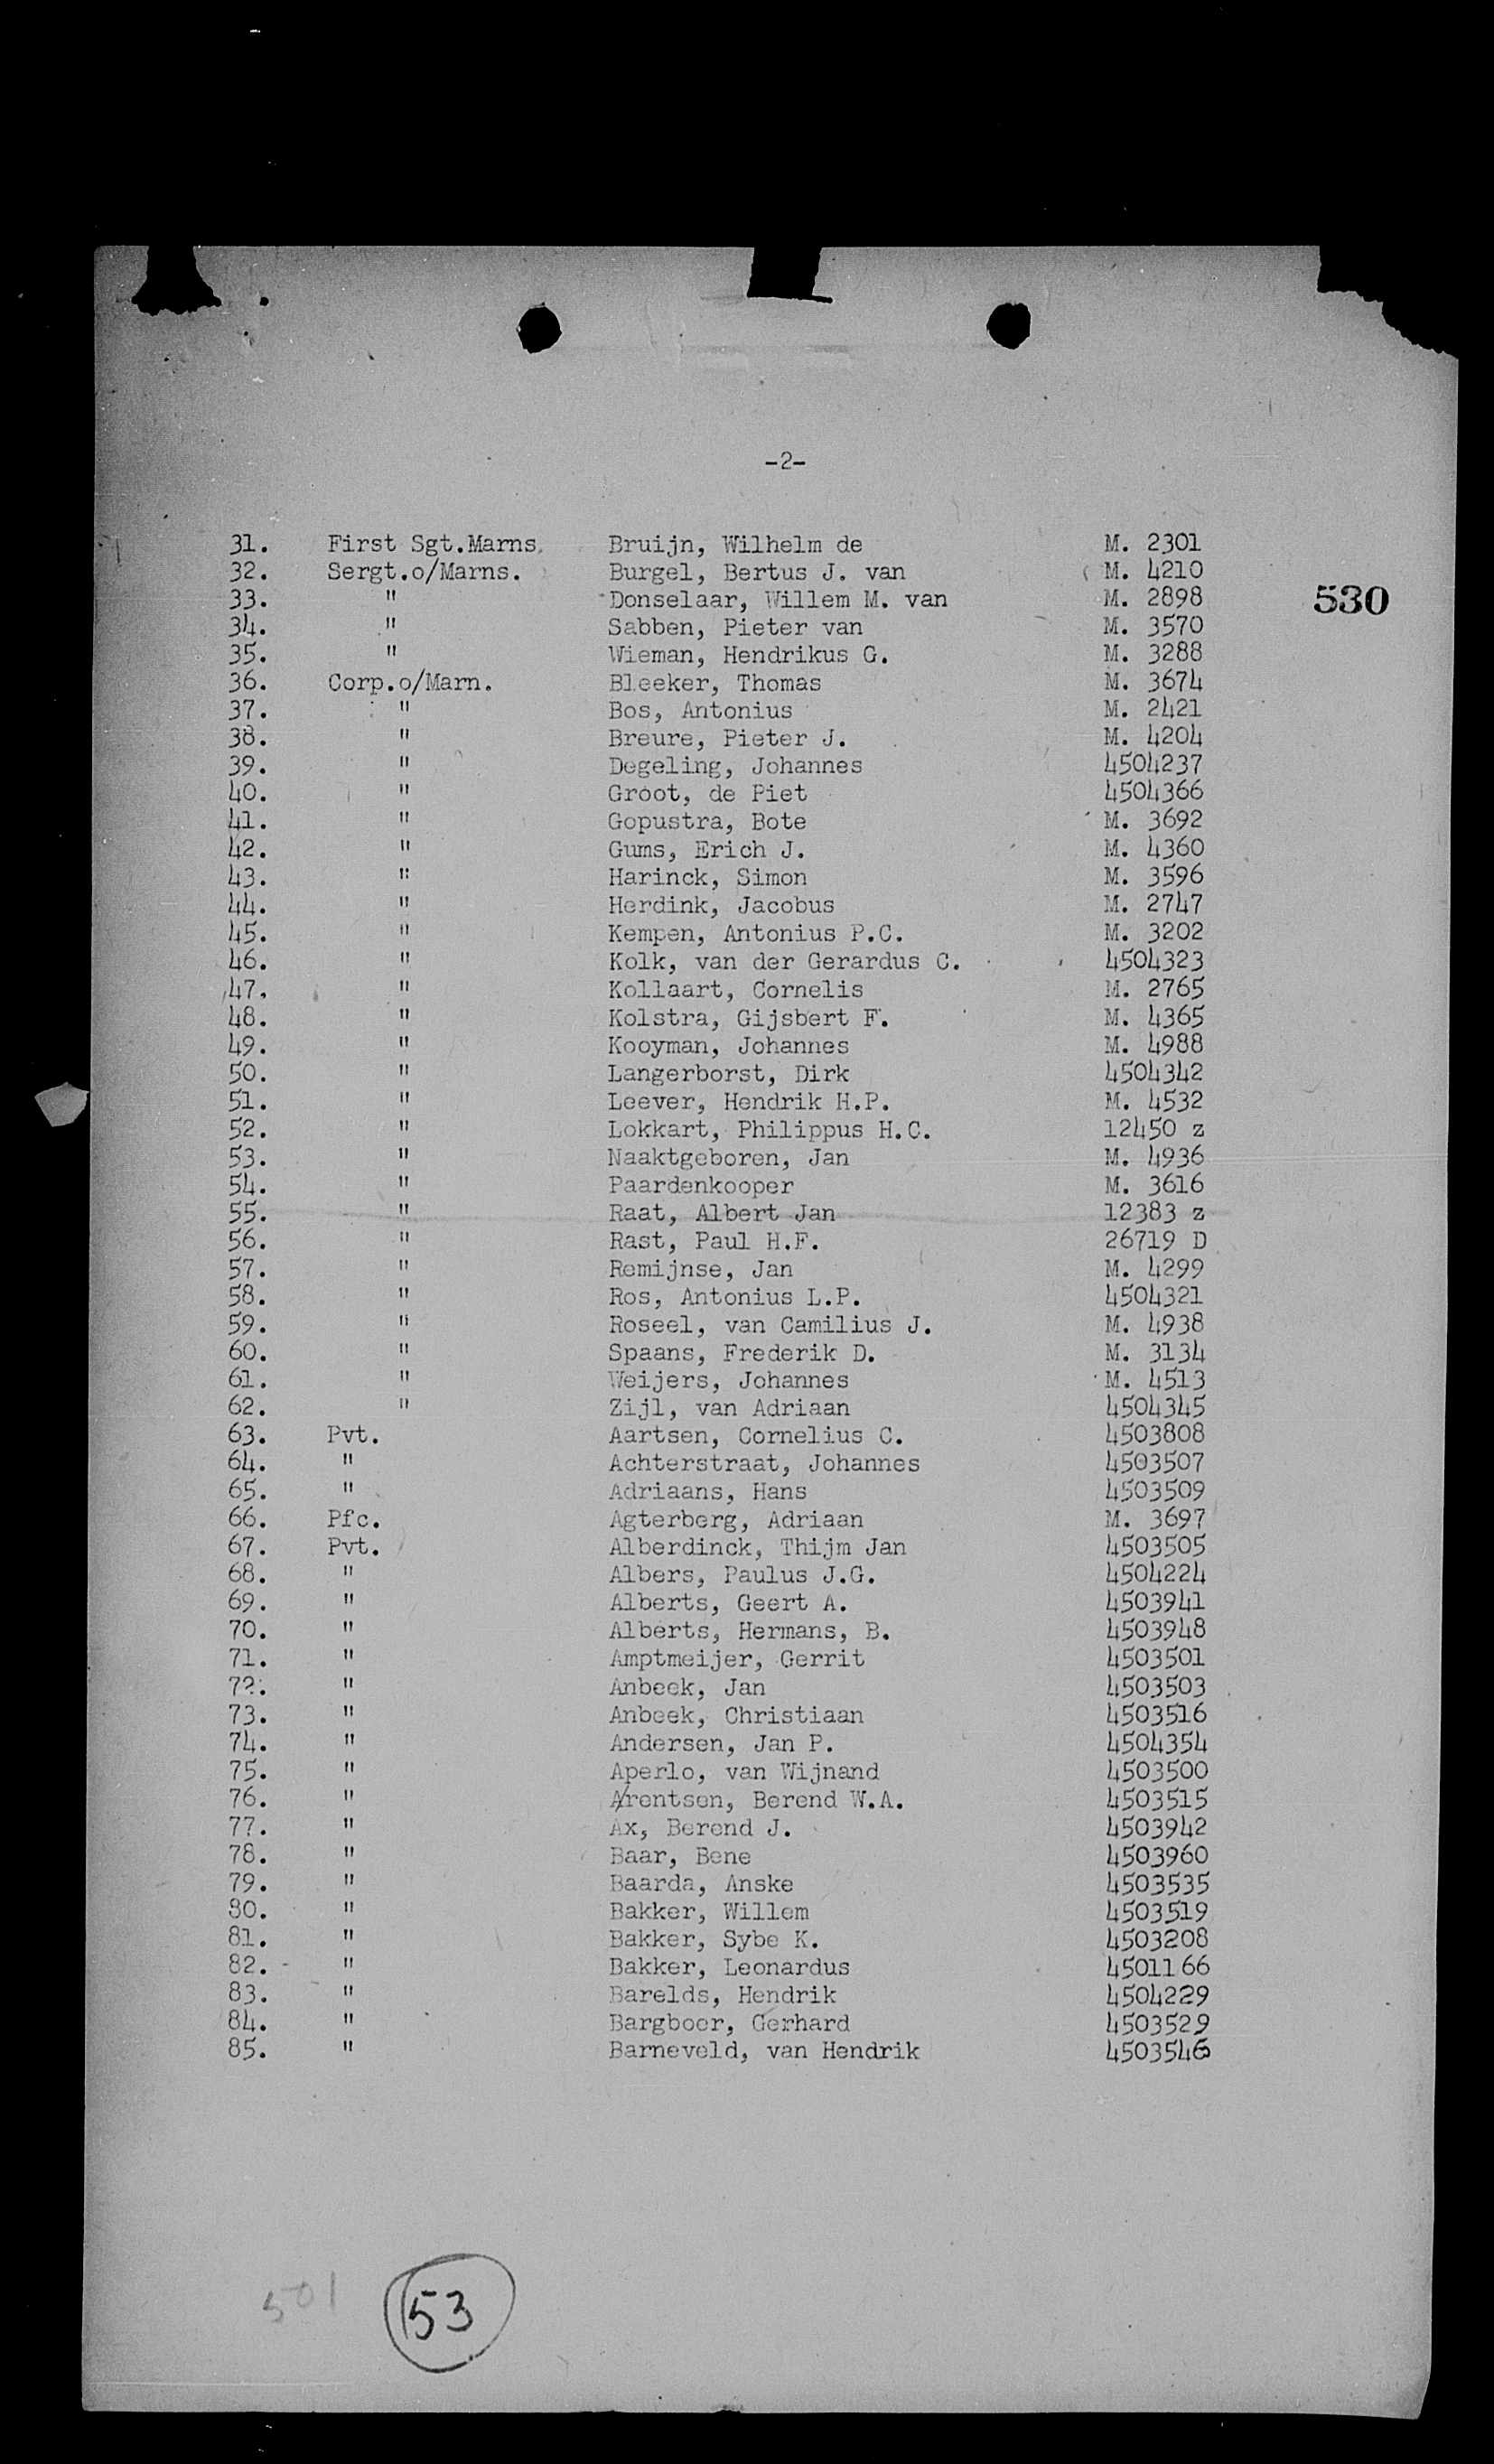 -2-
31. First Sgt.Marns. Bruijn, Wilhelm de M. 2301
32. Sergt.o/Marns. Burgel, Bertus J. van M. 4210
33. " Donselaar, Willem M. van M. 2898
530
34. " Sabben, Pieter van M. 3570
35. " Wieman, Hendrikus G. M. 3288
36. Corp.o/Marn. Bleeker, Thomas M. 3674
37. " Bos, Antonius M. 2421
38. " Breure, Pieter J. M. 4204
39. " Degeling, Johannes 4504237
40. " Groot, de Piet 4504366
41. " Gopustra, Bote M. 3692
42. " Gums, Erich J. M. 4360
43. " Harinck, Simon M. 3596
44. " Herdink, Jacobus M. 2747
45. " Kempen, Antonius P.C. M. 3202
46. " Kolk, van der Gerardus C. 4504323
47. " Kollaart, Cornelis M. 2765
48. " Kolstra, Gijsbert F. M. 4365
49. " Kooyman, Johannes M. 4988
50. " Langerborst, Dirk 4504342
51. " Leever, Hendrik H.P. M. 4532
52. " Lokkart, Philippus H.C. 12450 z
53. " Naaktgeboren, Jan M. 4936
54. " Paardenkooper M. 3616
55. " Raat, Albert Jan 12383 z
56. " Rast, Paul H.F. 26719 D
57. " Remijnse, Jan M. 4299
58. " Ros, Antonius L.P. 4504321
59. " Roseel, van Camilius J. M. 4938
60. " Spaans, Frederik D. M. 3134
61. " Weijers, Johannes M. 4513
62. " Zijl, van Adriaan 4504345
63. Pvt. Aartsen, Cornelius C. 4503808
64. " Achterstraat, Johannes 4503507
65. " Adriaans, Hans 4503509
66. Pfc. Agterberg, Adriaan M. 3697
67. Pvt. Alberdinck, Thijm Jan 4503505
68. " Albers, Paulus J.G. 4504224
69. " Alberts, Geert A. 4503941
70. " Alberts, Hermans, B. 4503948
71. " Amptmeijer, Gerrit 4503501
72. " Anbeek, Jan 4503503
73. " Anbeek, Christiaan 4503516
74. " Andersen, Jan P. 4504354
75. " Aperlo, van Wijnand 4503500
76. " Arentsen, Berend W.A. 4503515
77. " Ax, Berend J. 4503942
78. " Baar, Bene 4503960
79. " Baarda, Anske 4503535
80. " Bakker, Willem 4503519
81. " Bakker, Sybe K. 4503208
82. " Bakker, Leonardus 4501166
83. " Barelds, Hendrik 4504229
84. " Bargboer, Gerhard 4503529
85. " Barneveld, van Hendrik 4503546
501 53